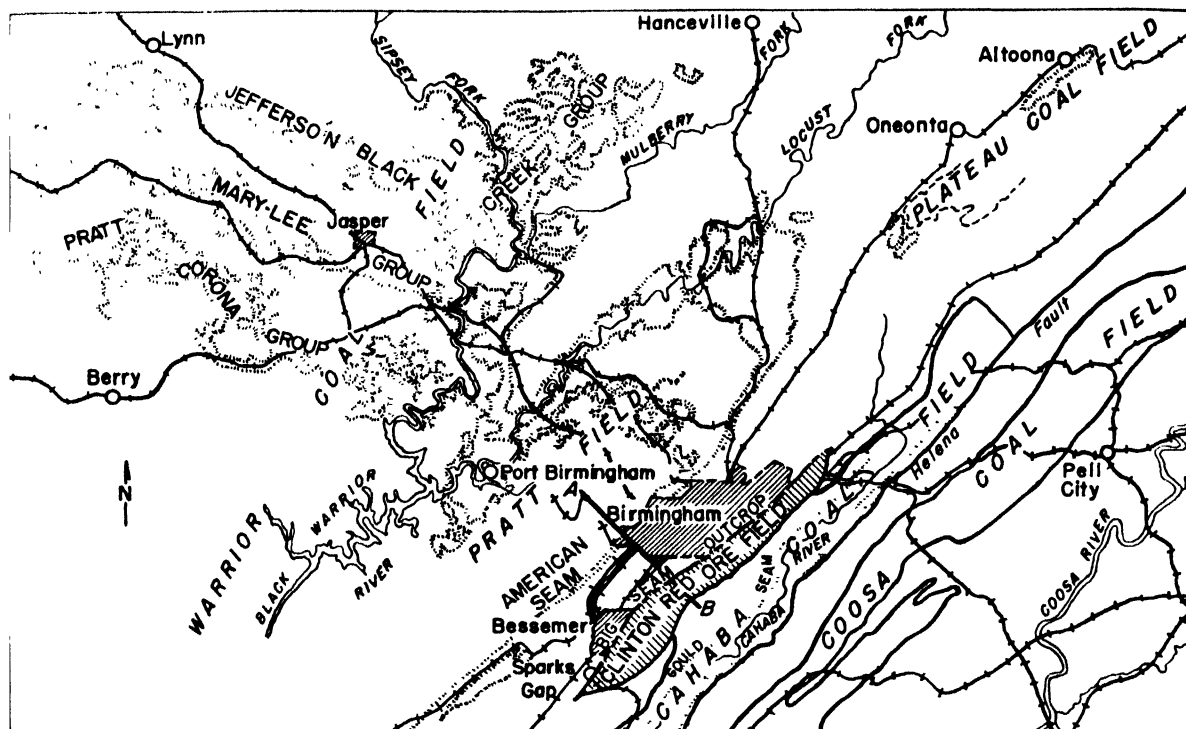 Hanceville
Lynn
SIPSEY
FORK
FORK
FORK
Altoona
PLATEAU COAL FIELD
JEFFERSON BLACK
CREEK
GROUP
MULBERRY
LOCUST
Oneonta
MARY-LEE
GROUP
Jasper
PRATT
CORONA
GROUP
WARRIOR
COAL
FIELD
Berry
Fault
Helena
N
Port Birmingham
PRATT
FIELD
A
Birmingham
Pell
City
BLACK
WARRIOR
RIVER
AMERICAN
SEAM
BIG
SEAM
OUTCROP
CLINTON RED ORE FIELD
B
Bessemer
Sparks
Gap
GOULD
SEAM
CAHABA
RIVER
CAHABA
COAL
FIELD
COOSA
COAL
FIELD
COOSA
RIVER